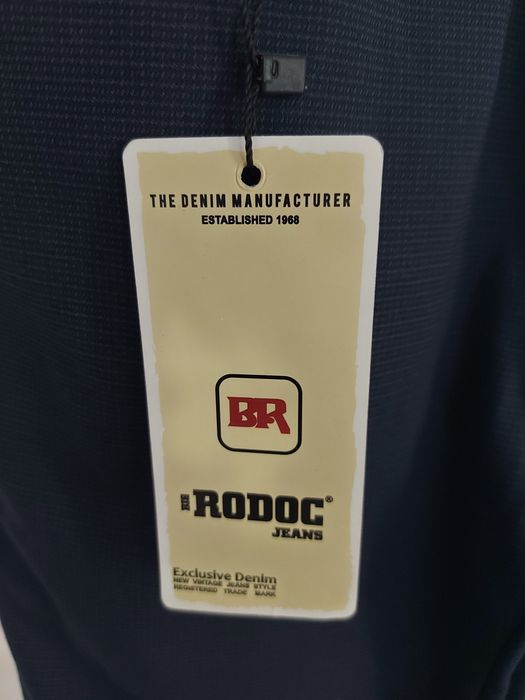 THE DENIM MANUFACTURER
ESTABLISHED 1968
BR
RODOC®
JEANS
Exclusive Denim
NEW VINTAGE JEANS STYLE
REGISTERED TRADE MARK